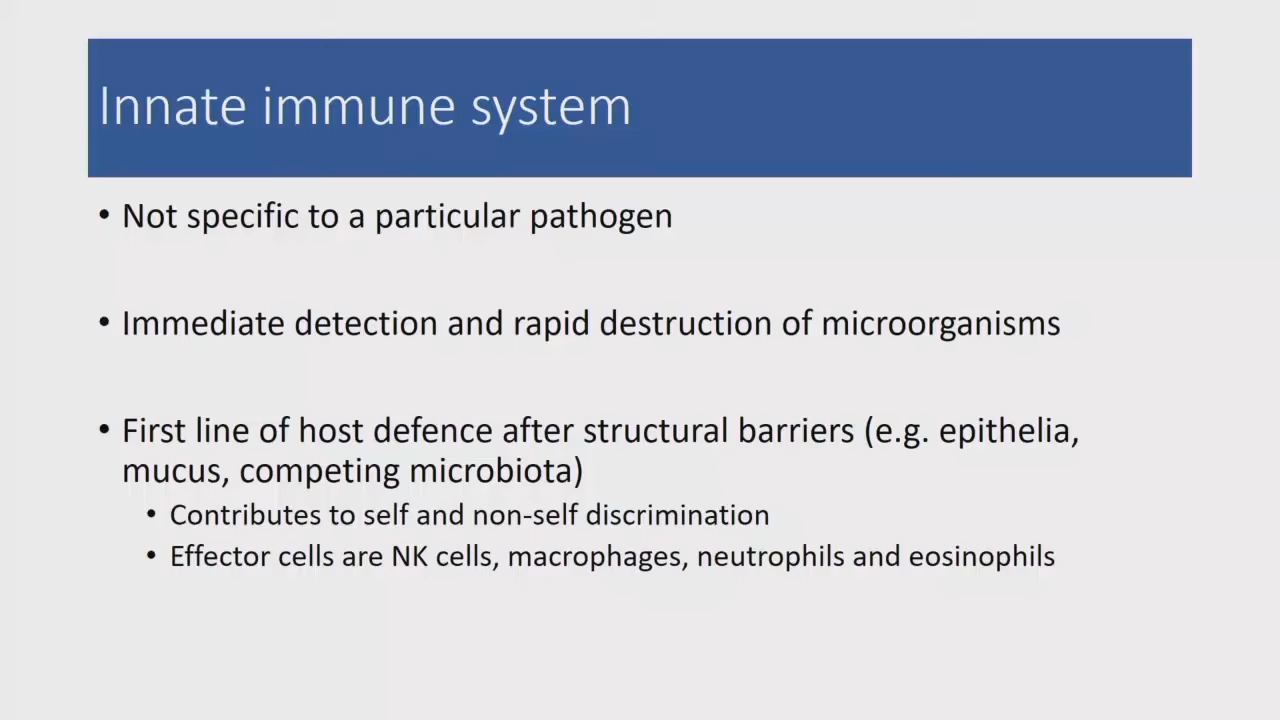 Innate immune system
• Not specific to a particular pathogen
• Immediate detection and rapid destruction of microorganisms
• First line of host defence after structural barriers (e.g. epithelia,
mucus, competing microbiota)
• Contributes to self and non-self discrimination
• Effector cells are NK cells, macrophages, neutrophils and eosinophils